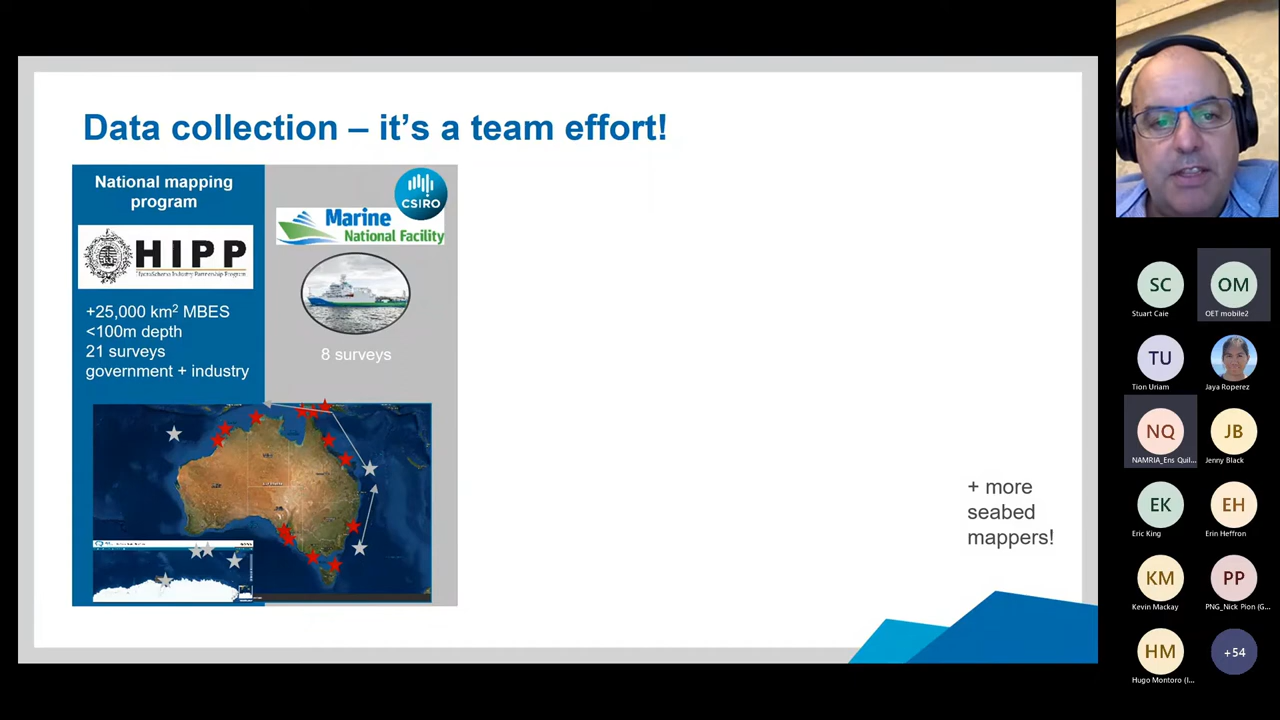 Data collection – it's a team effort!
National mapping
program
HIPP
HydroScheme Industry Partnership Program
+25,000 km² MBES
<100m depth
21 surveys
government + industry
CSIRO
Marine
National Facility
8 surveys
+ more
seabed
mappers!
SC
Stuart Caie
OM
OET mobile2
TU
Tion Uriam
Jaya Roperez
NQ
NAMRIA_Ens Quil...
JB
Jenny Black
EK
Eric King
EH
Erin Heffron
KM
Kevin Mackay
PP
PNG_Nick Pion (G...
HM
Hugo Montoro (I...
+54